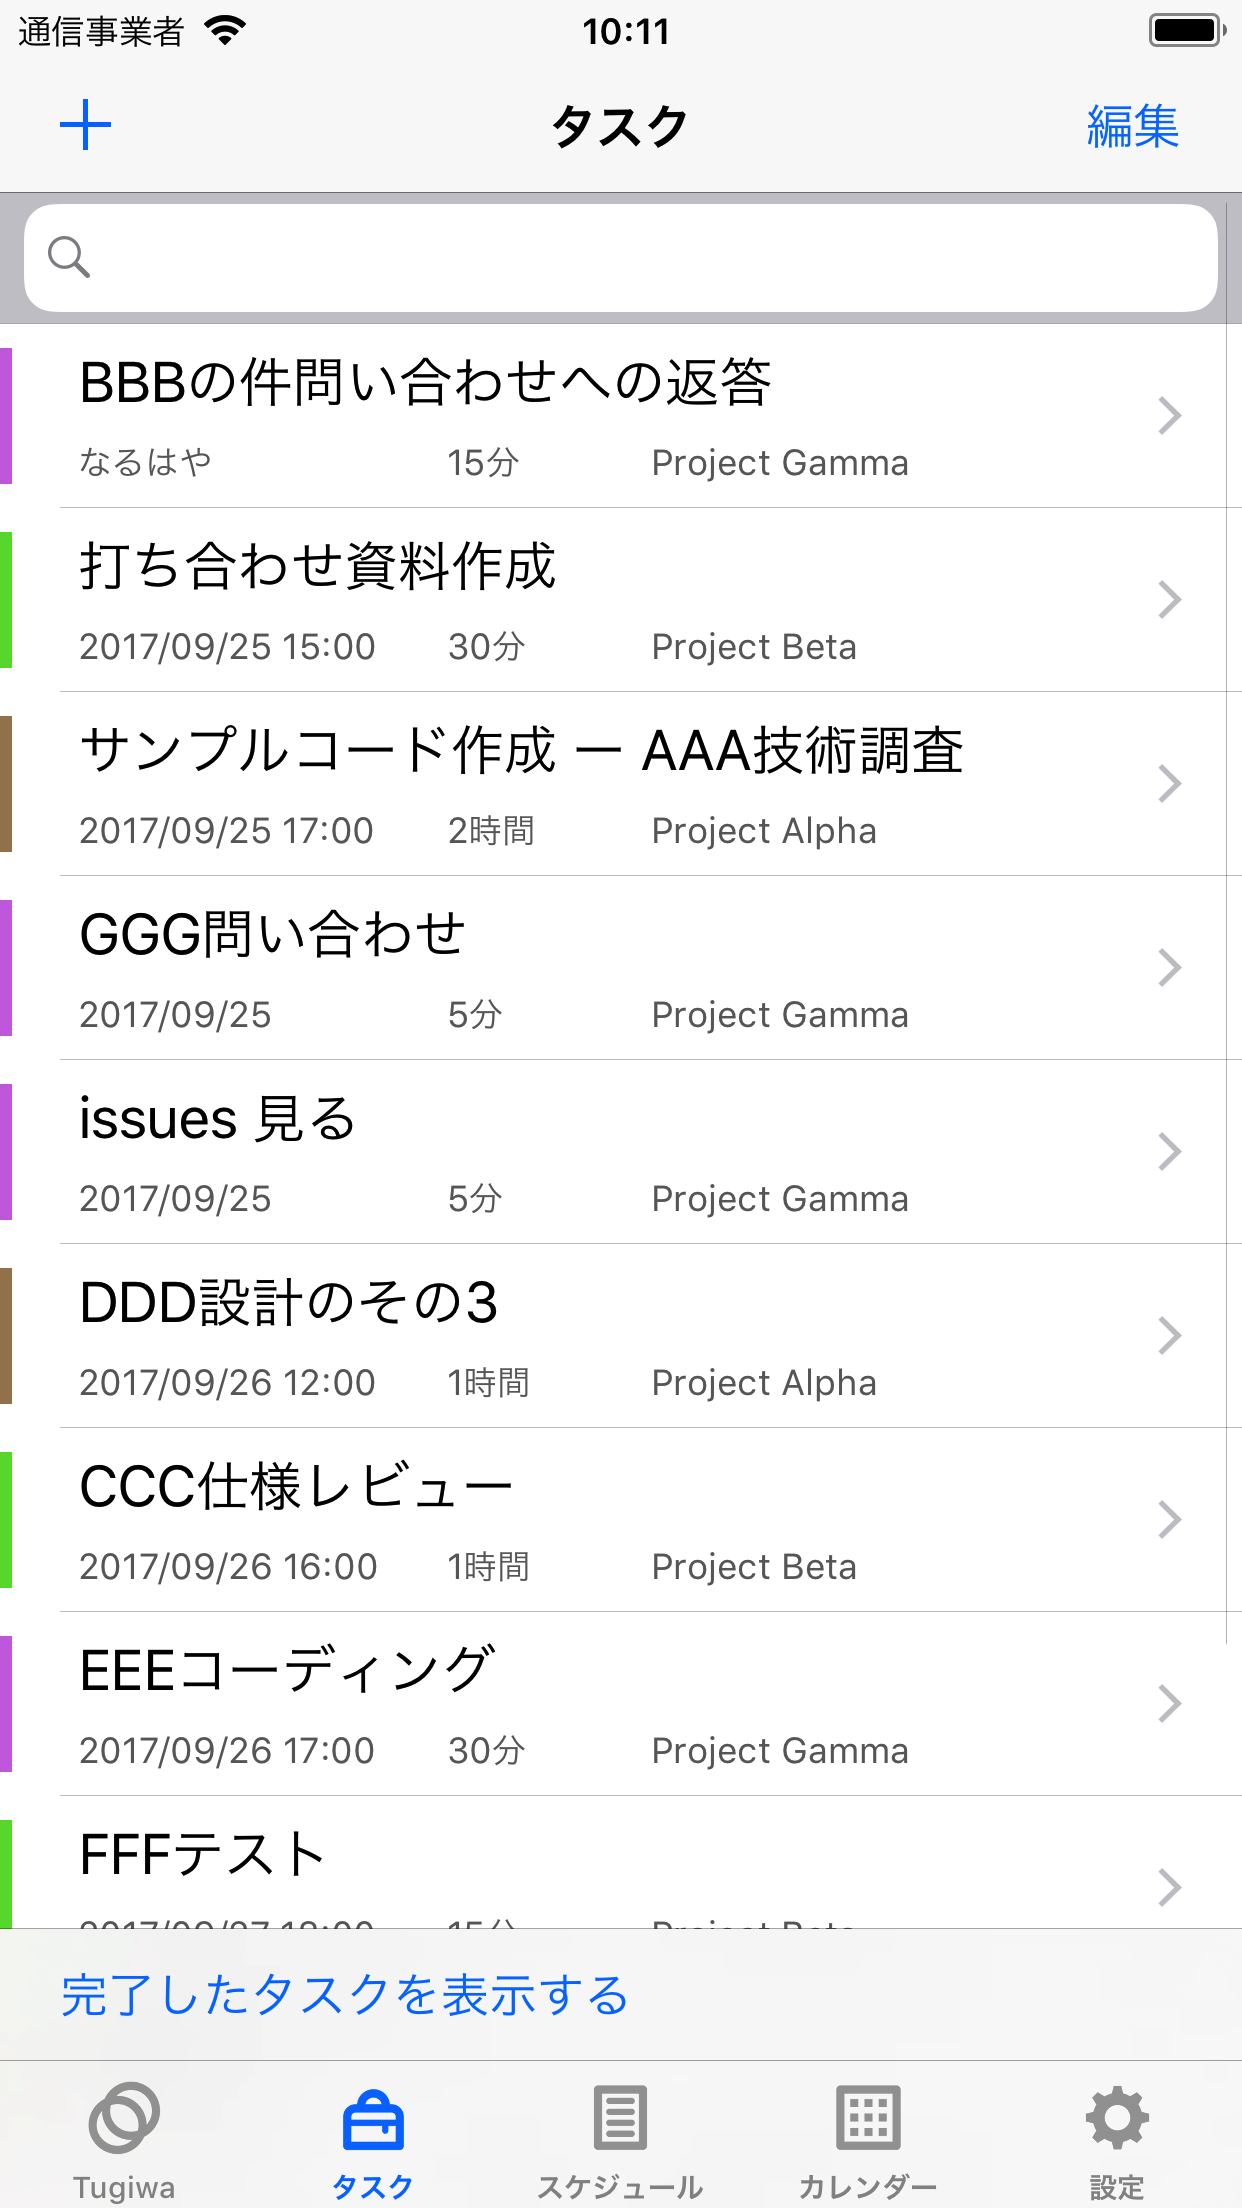 通信事業者 10:11
タスク 編集
BBBの件問い合わせへの返答
なるはや 15分 Project Gamma
打ち合わせ資料作成
2017/09/25 15:00 30分 Project Beta
サンプルコード作成 ー AAA技術調査
2017/09/25 17:00 2時間 Project Alpha
GGG問い合わせ
2017/09/25 5分 Project Gamma
issues 見る
2017/09/25 5分 Project Gamma
DDD設計のその3
2017/09/26 12:00 1時間 Project Alpha
CCC仕様レビュー
2017/09/26 16:00 1時間 Project Beta
EEEコーディング
2017/09/26 17:00 30分 Project Gamma
FFFテスト
2017/09/27 18:00 15分 Project Beta
完了したタスクを表示する
Tugiwa タスク スケジュール カレンダー 設定